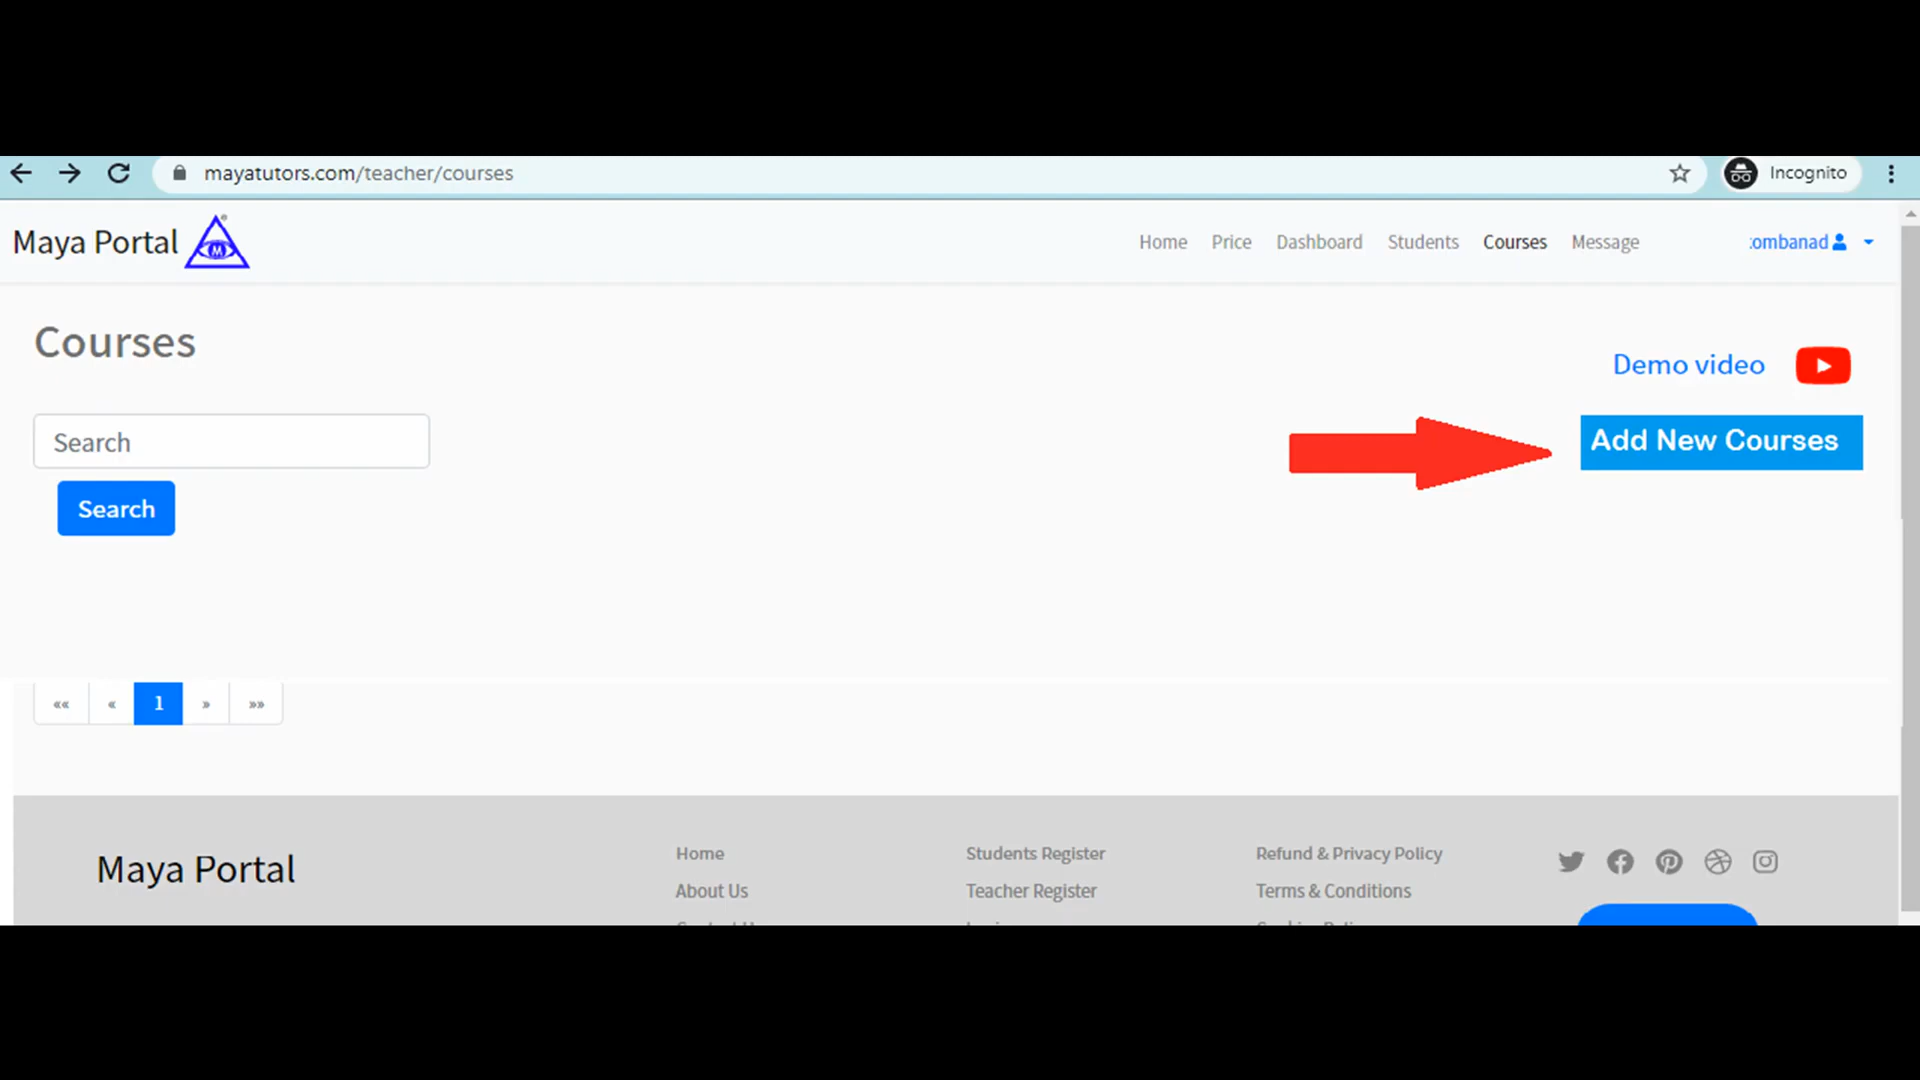 mayatutors.com/teacher/courses
Incognito
Maya Portal
M
Home Price Dashboard Students Courses Message
Courses
Demo video
Search
Add New Courses
Search
«« « 1 » »»
Maya Portal
Home
About Us
Students Register
Teacher Register
Refund & Privacy Policy
Terms & Conditions